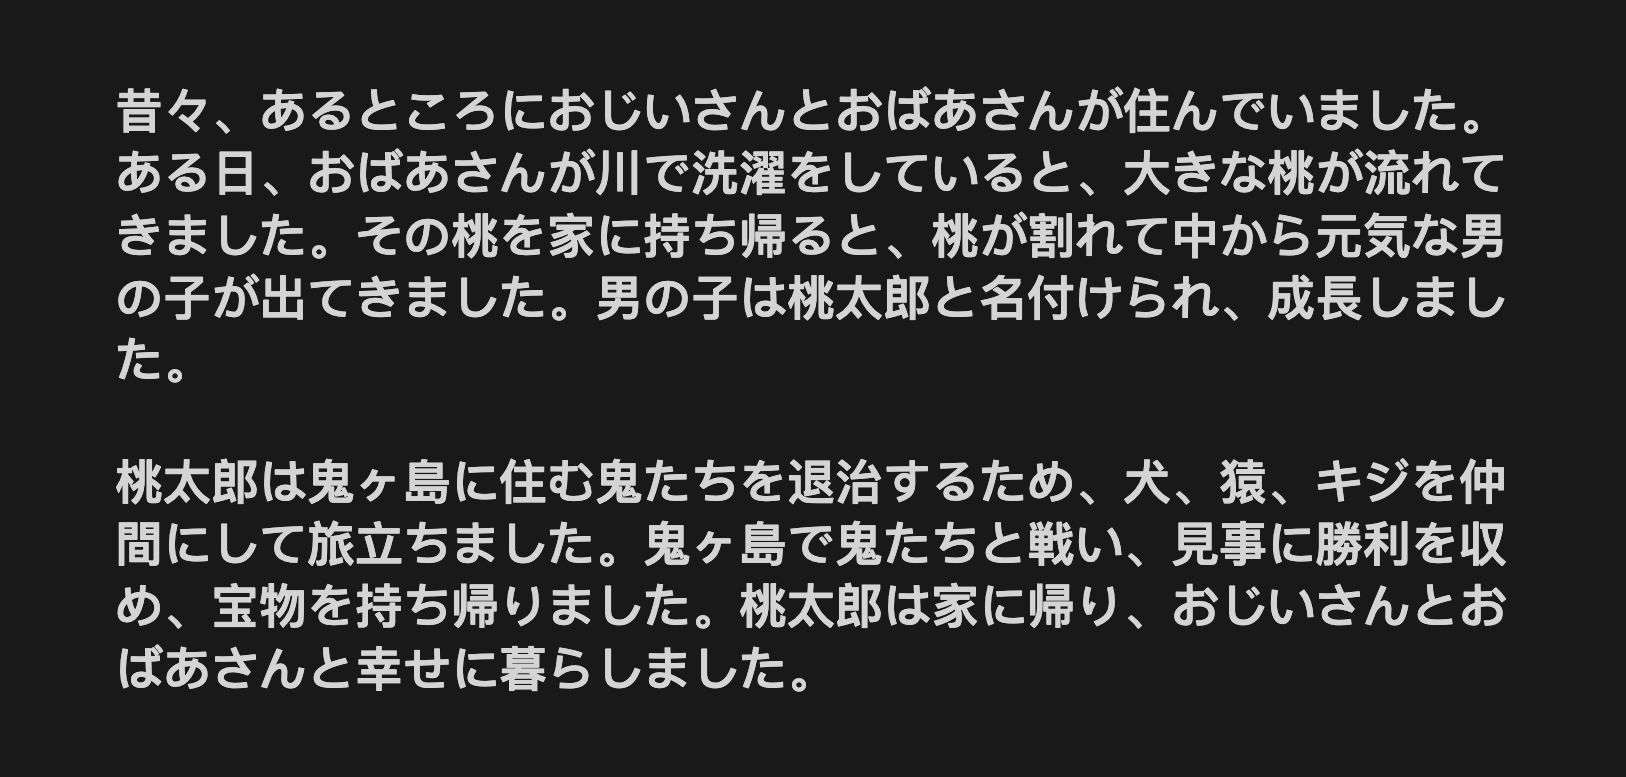 昔々、あるところにおじいさんとおばあさんが住んでいました。
ある日、おばあさんが川で洗濯をしていると、大きな桃が流れて
きました。その桃を家に持ち帰ると、桃が割れて中から元気な男
の子が出てきました。男の子は桃太郎と名付けられ、成長しまし
た。
桃太郎は鬼ヶ島に住む鬼たちを退治するため、犬、猿、キジを仲
間にして旅立ちました。鬼ヶ島で鬼たちと戦い、見事に勝利を収
め、宝物を持ち帰りました。桃太郎は家に帰り、おじいさんとお
ばあさんと幸せに暮らしました。